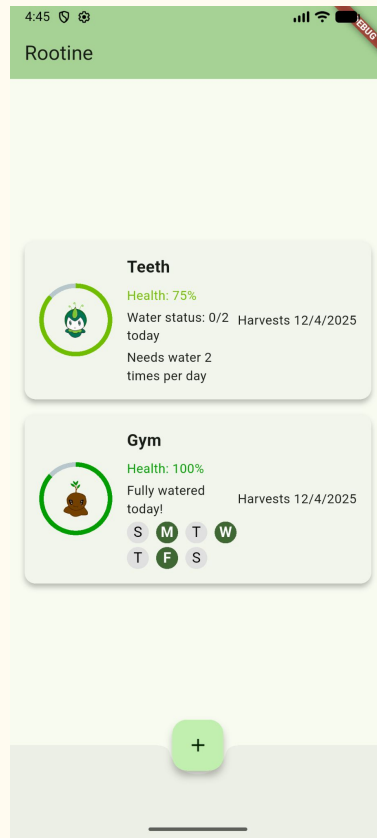 4:45
DEBUG
Rootine
Teeth
Health: 75%
Water status: 0/2
today
Needs water 2
times per day
Harvests 12/4/2025
Gym
Health: 100%
Fully watered
today!
S M T W
T F S
Harvests 12/4/2025
+